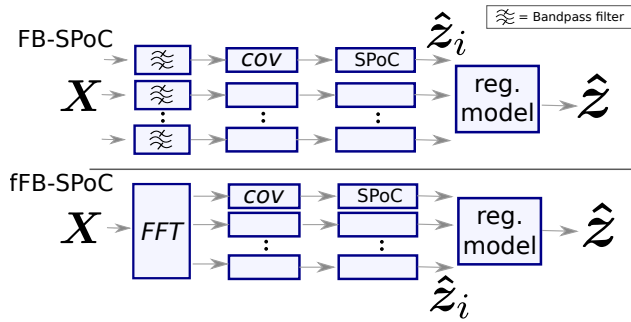 ≋ = Bandpass filter
FB-SPoC
X
cov
SPoC
ẑ_i
reg.
model
ẑ
fFB-SPoC
X
FFT
cov
SPoC
reg.
model
ẑ
ẑ_i